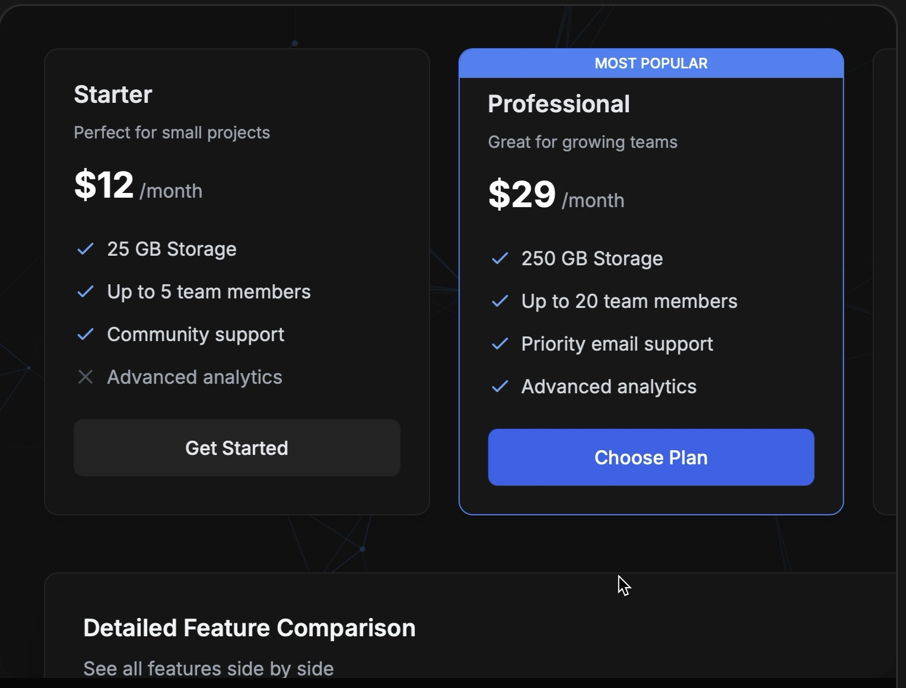 Starter
Perfect for small projects
$12 /month
25 GB Storage
Up to 5 team members
Community support
Advanced analytics
Get Started
MOST POPULAR
Professional
Great for growing teams
$29 /month
250 GB Storage
Up to 20 team members
Priority email support
Advanced analytics
Choose Plan
Detailed Feature Comparison
See all features side by side